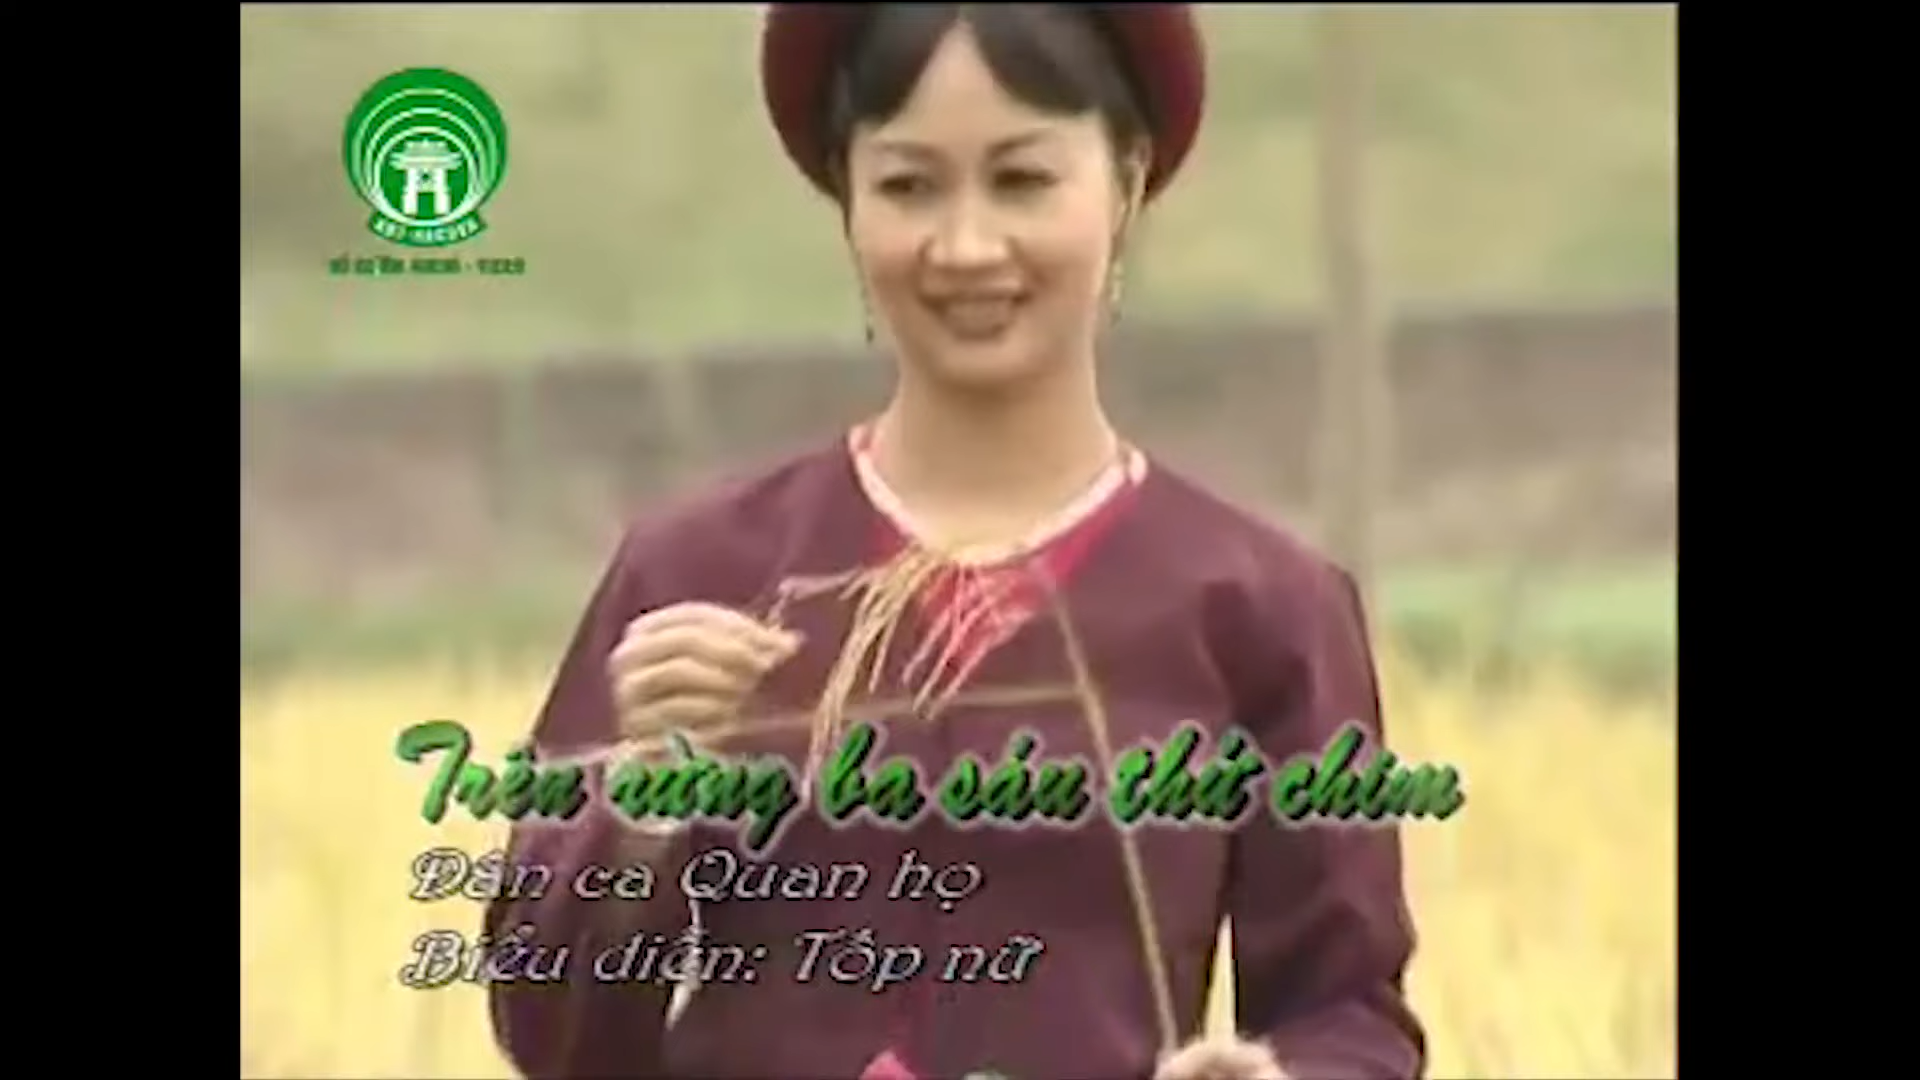 Trên rừng ba sáu thứ chim
Dân ca Quan họ
Biểu diễn: Tốp nữ